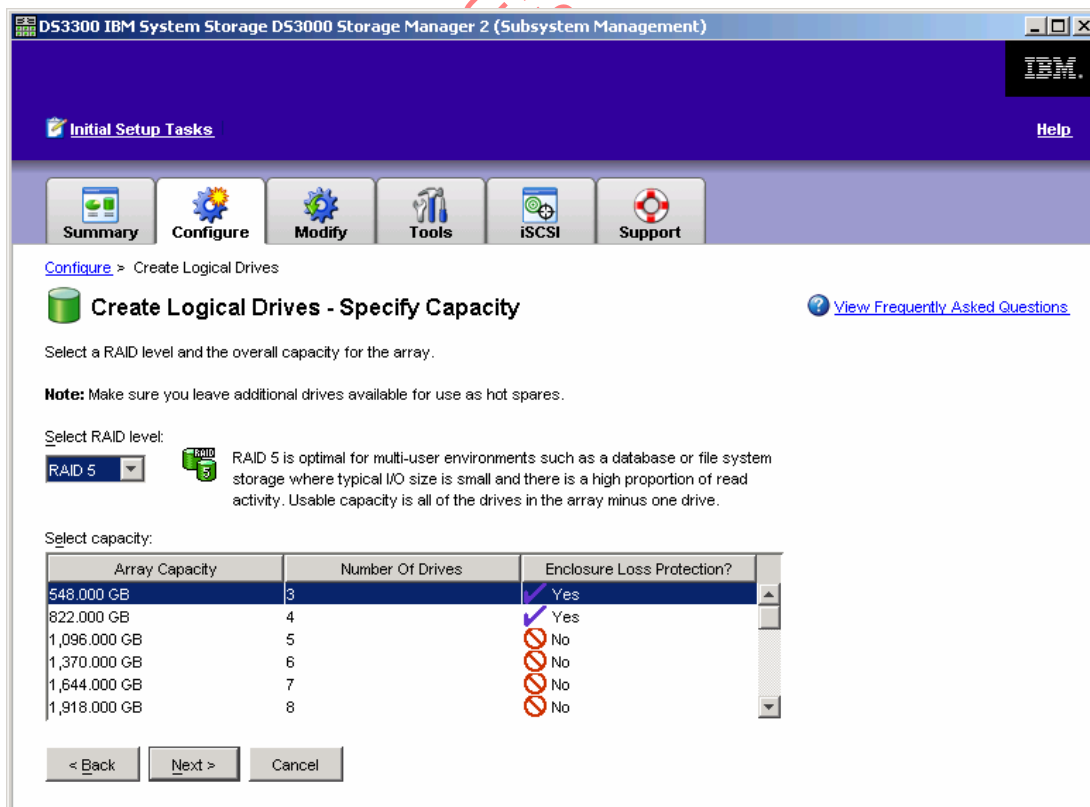 DS3300 IBM System Storage DS3000 Storage Manager 2 (Subsystem Management)
IBM.
Initial Setup Tasks
Help
Summary
Configure
Modify
Tools
iSCSI
Support
Configure > Create Logical Drives
Create Logical Drives - Specify Capacity
View Frequently Asked Questions
Select a RAID level and the overall capacity for the array.
Note: Make sure you leave additional drives available for use as hot spares.
Select RAID level:
RAID 5
RAID
5
RAID 5 is optimal for multi-user environments such as a database or file system
storage where typical I/O size is small and there is a high proportion of read
activity. Usable capacity is all of the drives in the array minus one drive.
Select capacity:
Array Capacity Number Of Drives Enclosure Loss Protection?
548.000 GB 3 Yes
822.000 GB 4 Yes
1,096.000 GB 5 No
1,370.000 GB 6 No
1,644.000 GB 7 No
1,918.000 GB 8 No
< Back
Next >
Cancel